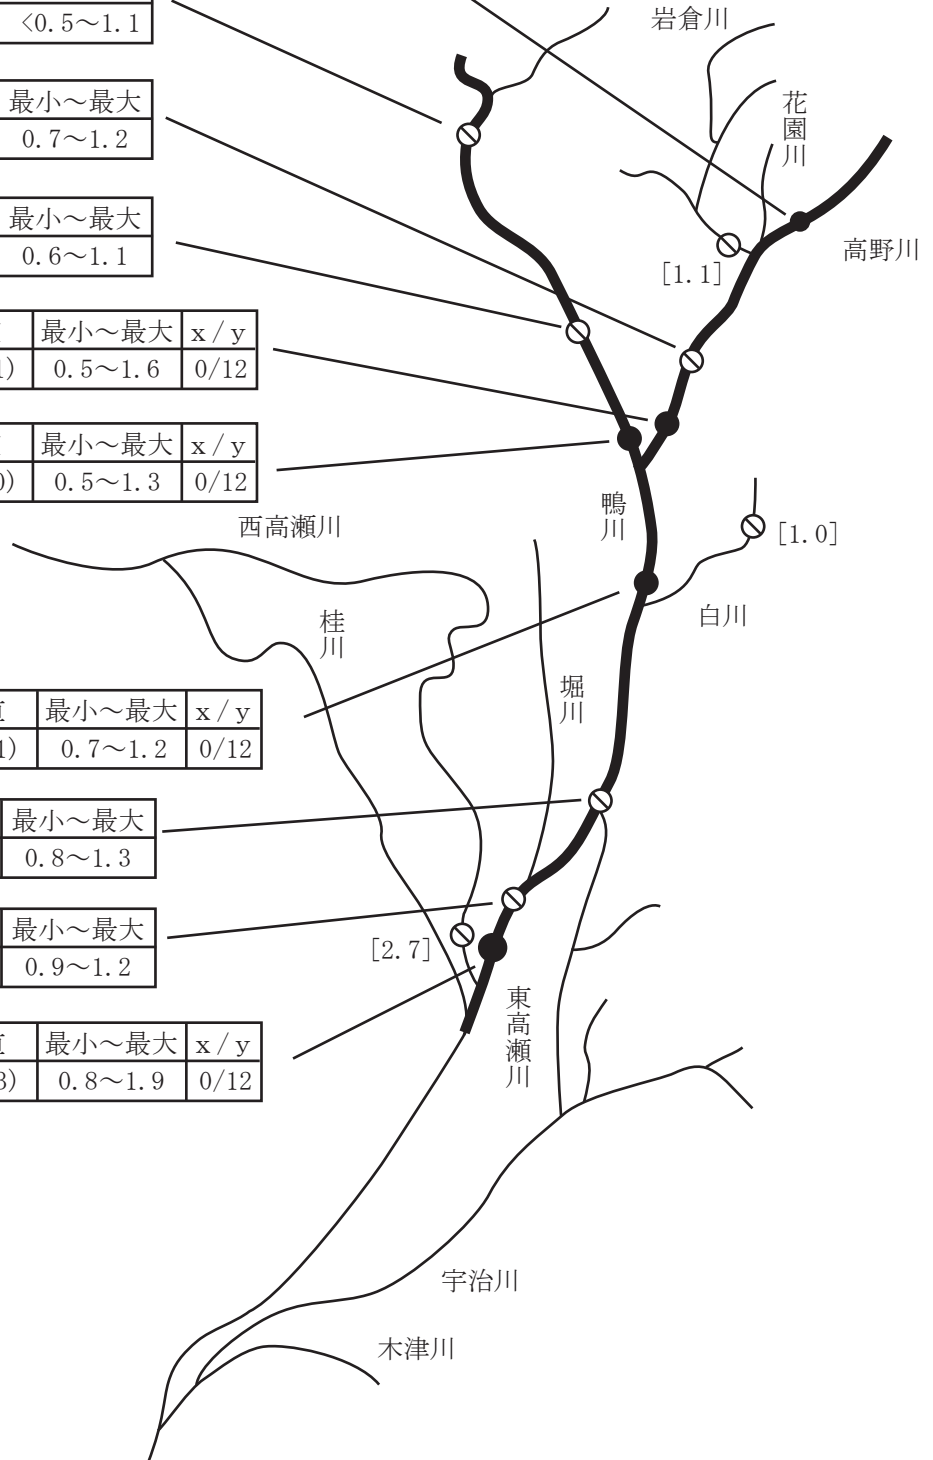 <0.5～1.1
最小～最大
0.7～1.2
最小～最大
0.6～1.1
最小～最大 x/y
0.5～1.6 0/12
最小～最大 x/y
0.5～1.3 0/12
岩倉川
花園川
高野川
[1.1]
鴨川
西高瀬川
[1.0]
白川
桂川
堀川
最小～最大 x/y
1) 0.7～1.2 0/12
最小～最大
0.8～1.3
最小～最大
0.9～1.2
[2.7]
東高瀬川
最小～最大 x/y
3) 0.8～1.9 0/12
宇治川
木津川